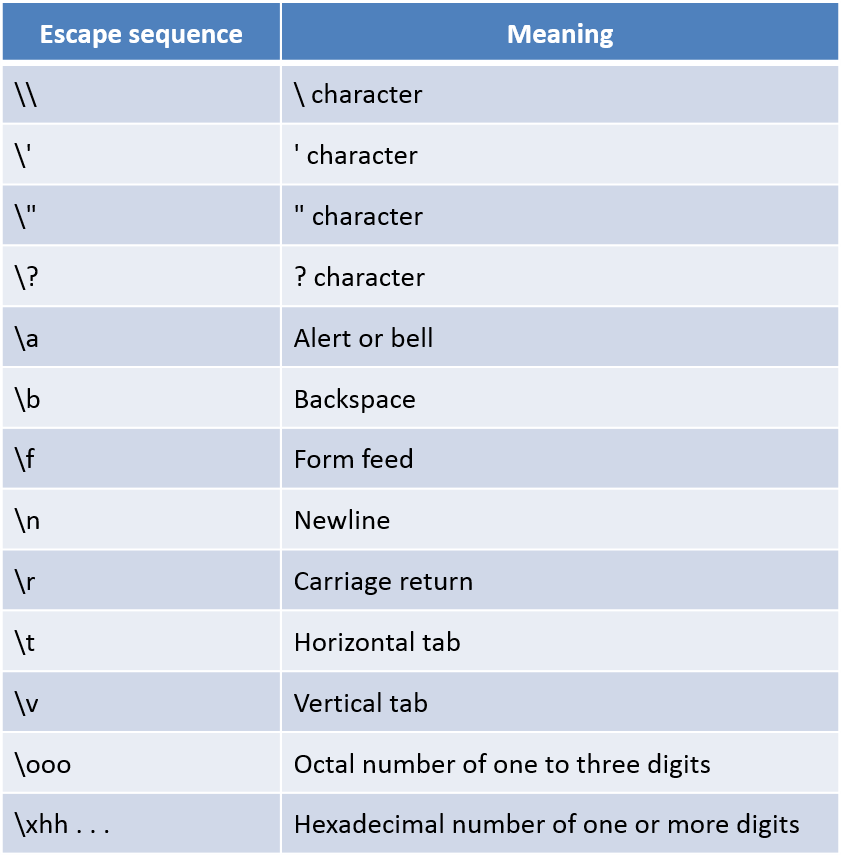 Escape sequence Meaning
\\ \ character
\' ' character
\" " character
\? ? character
\a Alert or bell
\b Backspace
\f Form feed
\n Newline
\r Carriage return
\t Horizontal tab
\v Vertical tab
\ooo Octal number of one to three digits
\xhh . . . Hexadecimal number of one or more digits